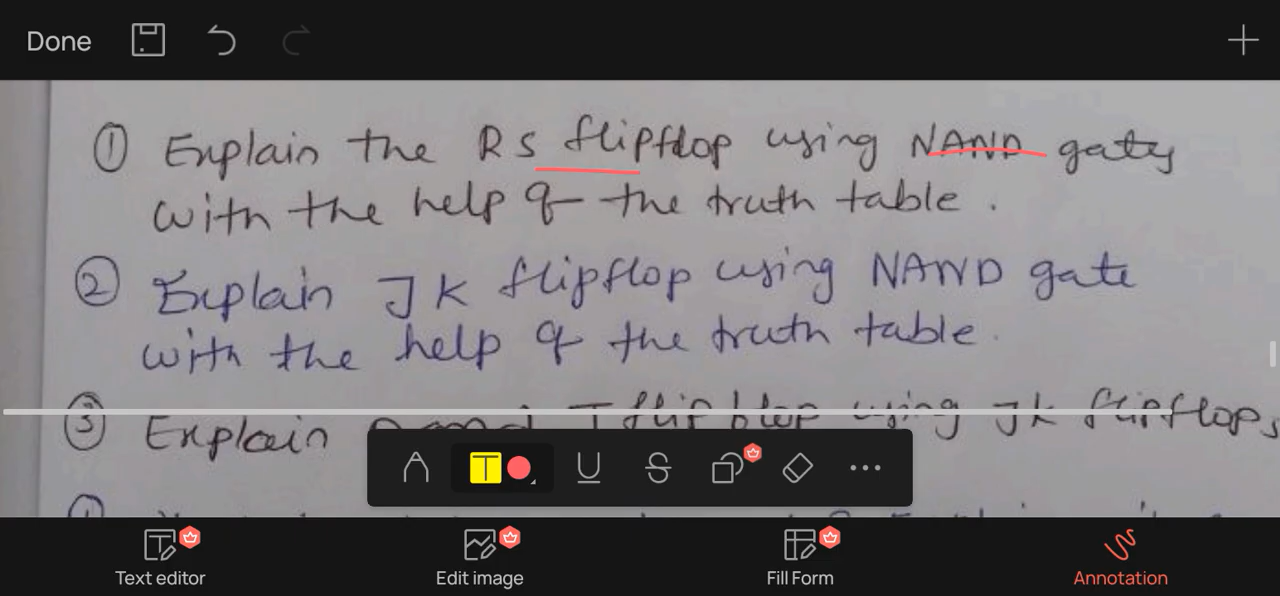 Done
① Explain the RS flipflop using NAND gates
with the help of the truth table.
② Explain JK flipflop using NAND gate
with the help of the truth table.
③ Explain and T flipflop using JK flipflops
T
Text editor
Edit image
Fill Form
Annotation